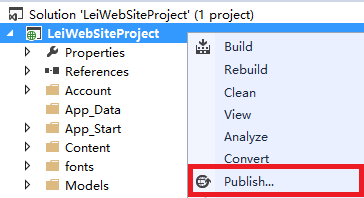 Solution 'LeiWebSiteProject' (1 project)
LeiWebSiteProject
Properties
References
Account
App_Data
App_Start
Content
fonts
Models
Build
Rebuild
Clean
View
Analyze
Convert
Publish...